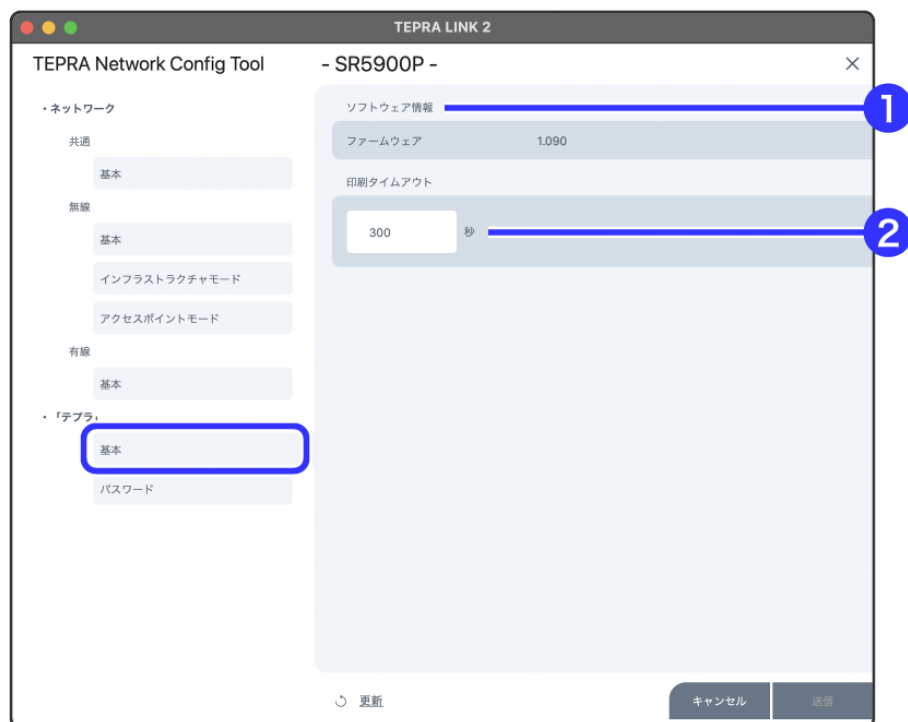 TEPRA LINK 2
TEPRA Network Config Tool
- SR5900P -
・ネットワーク
共通
基本
無線
基本
インフラストラクチャモード
アクセスポイントモード
有線
基本
・「テプラ」
基本
パスワード
ソフトウェア情報
1
ファームウェア 1.090
印刷タイムアウト
300 秒
2
更新
キャンセル
送信